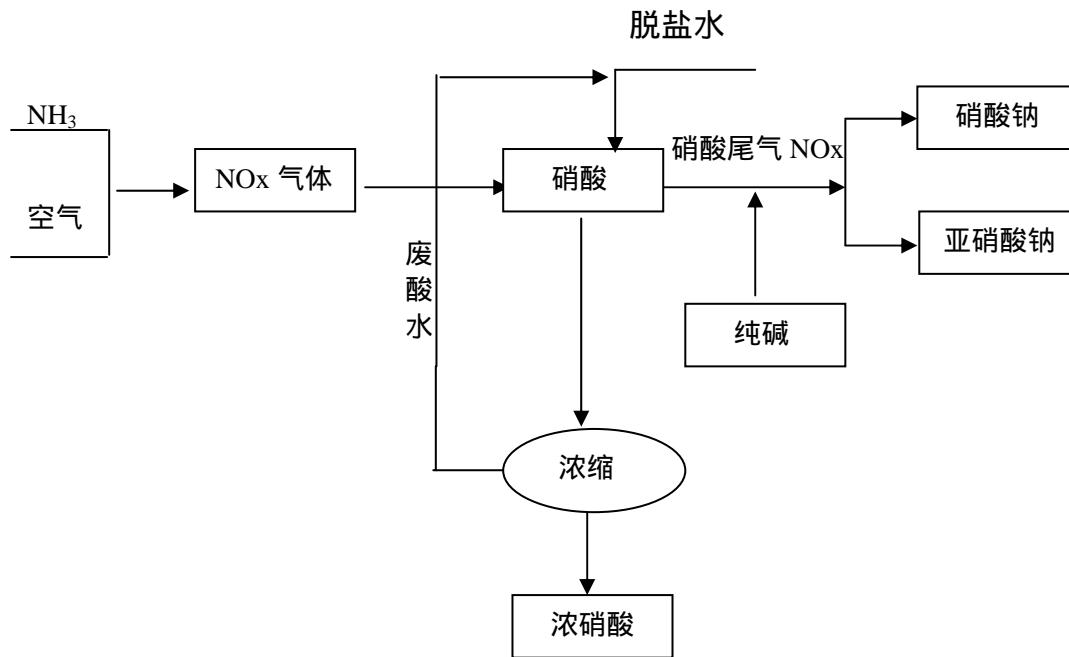 脱盐水
NH₃
空气
NOx 气体
硝酸
硝酸尾气 NOx
硝酸钠
亚硝酸钠
废酸水
纯碱
浓缩
浓硝酸